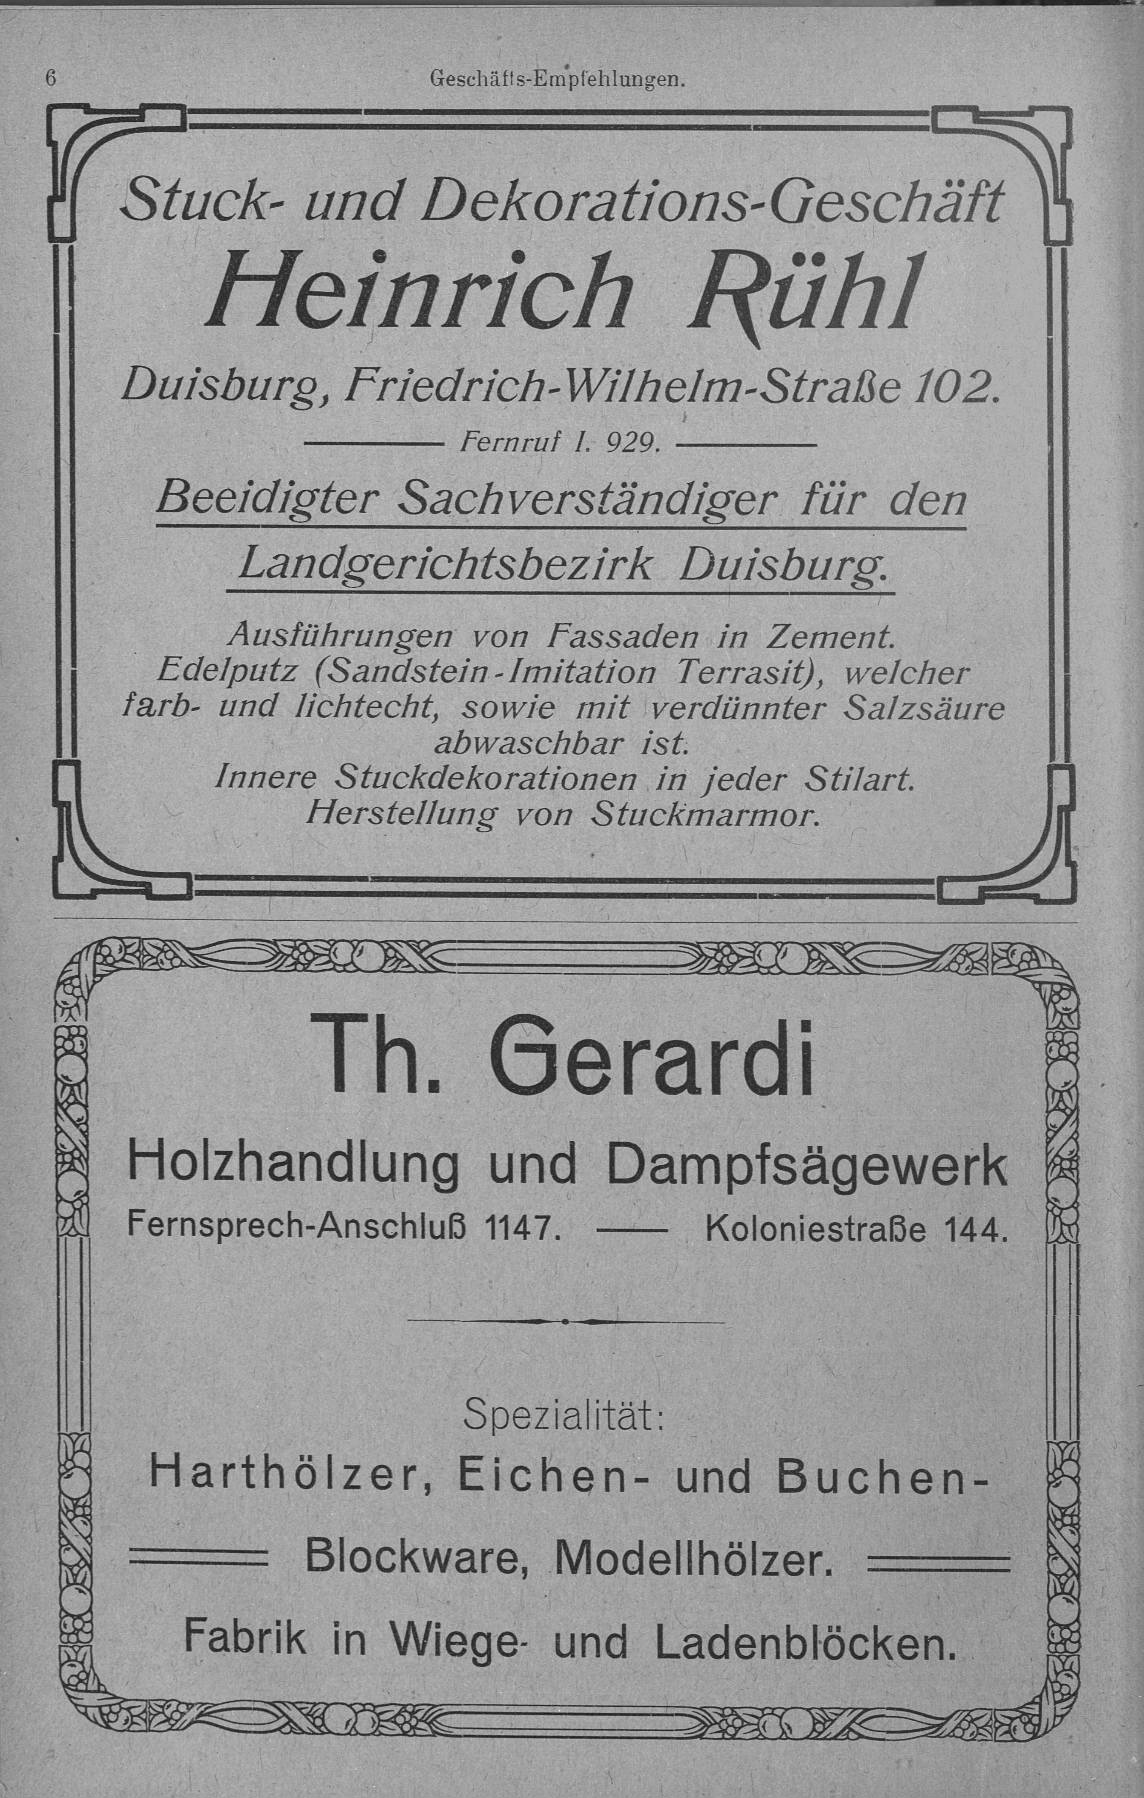 6
Geschäfts-Empfehlungen.
Stuck- und Dekorations-Geschäft
Heinrich Rühl
Duisburg, Friedrich-Wilhelm-Straße 102.
Fernruf I. 929.
Beeidigter Sachverständiger für den
Landgerichtsbezirk Duisburg.
Ausführungen von Fassaden in Zement.
Edelputz (Sandstein-Imitation Terrasit), welcher
farb- und lichtecht, sowie mit verdünnter Salzsäure
abwaschbar ist.
Innere Stuckdekorationen in jeder Stilart.
Herstellung von Stuckmarmor.
Th. Gerardi
Holzhandlung und Dampfsägewerk
Fernsprech-Anschluß 1147. — Koloniestraße 144.
Spezialität:
Harthölzer, Eichen- und Buchen-
Blockware, Modellhölzer.
Fabrik in Wiege- und Ladenblöcken.